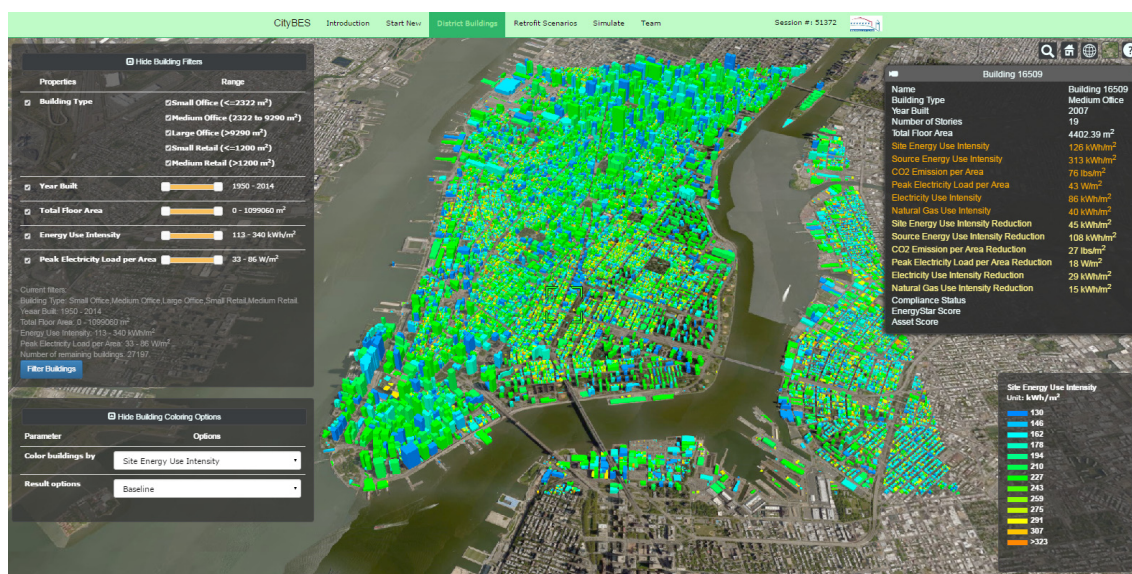 CityBES Introduction Start New District Buildings Retrofit Scenarios Simulate Team Session #: 51372
Hide Building Filters
Properties Range
Building Type
Small Office (<=2322 m²)
Medium Office (2322 to 9290 m²)
Large Office (>9290 m²)
Small Retail (<=1200 m²)
Medium Retail (>1200 m²)
Year Built 1950 - 2014
Total Floor Area 0 - 1099060 m²
Energy Use Intensity 113 - 340 kWh/m²
Peak Electricity Load per Area 33 - 86 W/m²
Current filters:
Building Type: Small Office,Medium Office,Large Office,Small Retail,Medium Retail
Yeaar Built: 1950 - 2014
Total Floor Area: 0 - 1099060 m²
Energy Use Intensity: 113 - 340 kWh/m²
Peak Electricity Load per Area: 33 - 86 W/m²
Number of remaining buildings: 27197
Filter Buildings
Hide Building Coloring Options
Parameter Options
Color buildings by Site Energy Use Intensity
Result options Baseline
?
Building 16509
Name Building 16509
Building Type Medium Office
Year Built 2007
Number of Stories 19
Total Floor Area 4402.39 m²
Site Energy Use Intensity 126 kWh/m²
Source Energy Use Intensity 313 kWh/m²
CO2 Emission per Area 76 lbs/m²
Peak Electricity Load per Area 43 W/m²
Electricity Use Intensity 86 kWh/m²
Natural Gas Use Intensity 40 kWh/m²
Site Energy Use Intensity Reduction 45 kWh/m²
Source Energy Use Intensity Reduction 108 kWh/m²
CO2 Emission per Area Reduction 27 lbs/m²
Peak Electricity Load per Area Reduction 18 W/m²
Electricity Use Intensity Reduction 29 kWh/m²
Natural Gas Use Intensity Reduction 15 kWh/m²
Compliance Status
EnergyStar Score
Asset Score
Site Energy Use Intensity
Unit: kWh/m²
130
146
162
178
194
210
227
243
259
275
291
307
>323